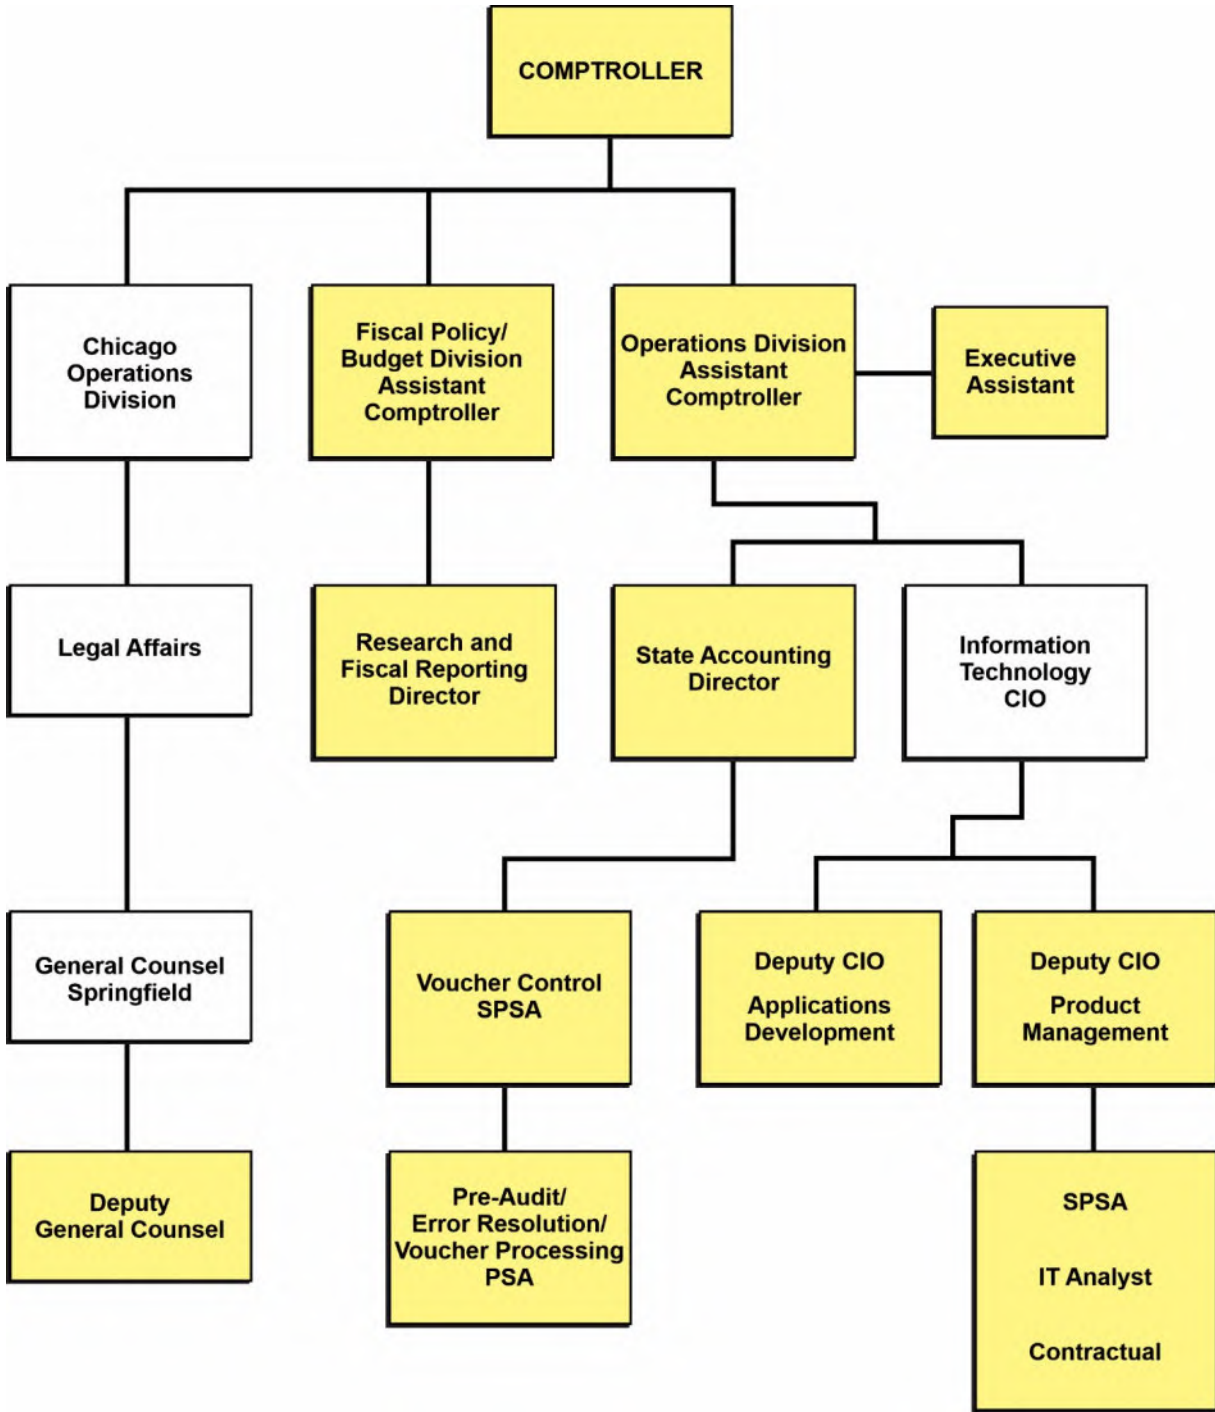 COMPTROLLER
Chicago
Operations
Division
Fiscal Policy/
Budget Division
Assistant
Comptroller
Operations Division
Assistant
Comptroller
Executive
Assistant
Legal Affairs
Research and
Fiscal Reporting
Director
State Accounting
Director
Information
Technology
CIO
General Counsel
Springfield
Voucher Control
SPSA
Deputy CIO
Applications
Development
Deputy CIO
Product
Management
Deputy
General Counsel
Pre-Audit/
Error Resolution/
Voucher Processing
PSA
SPSA
IT Analyst
Contractual